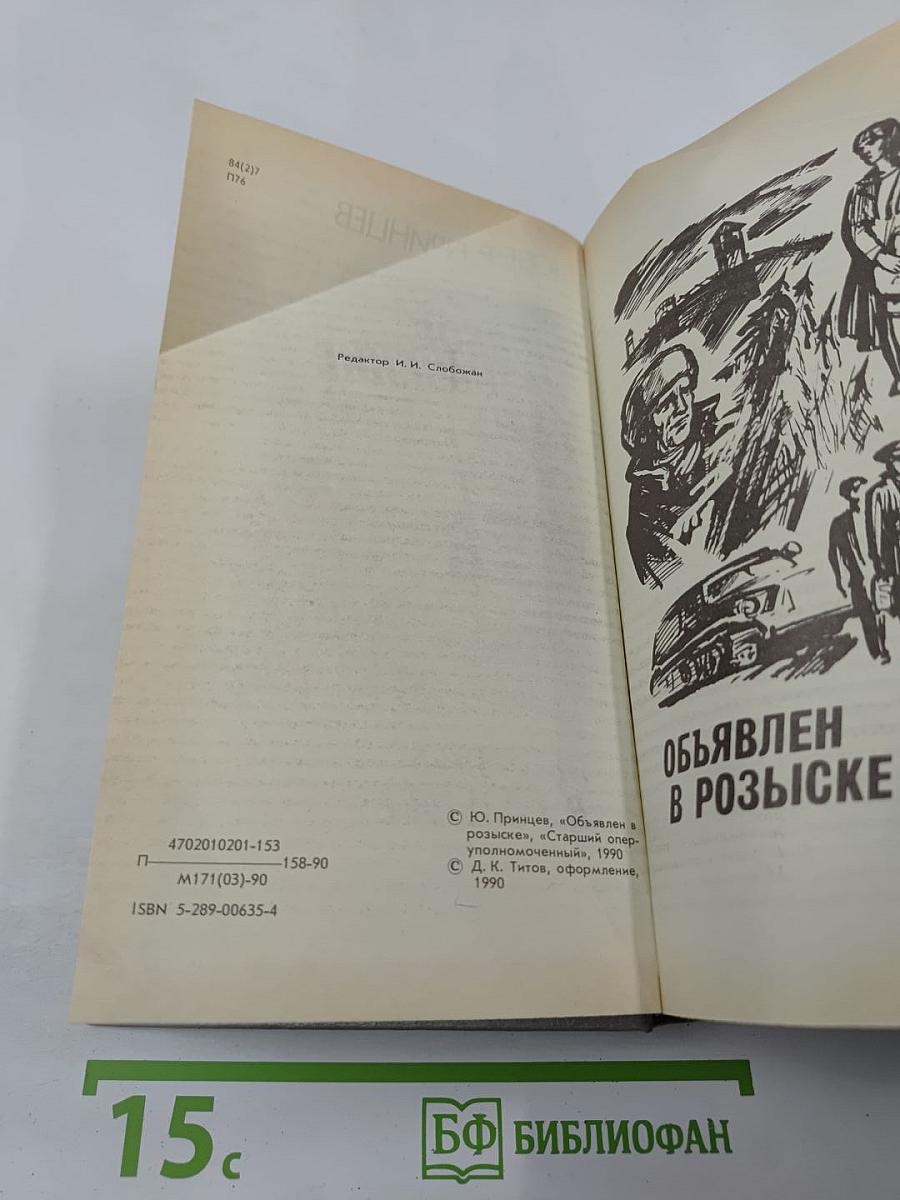 84(2)7
П76
ПРИНЦЕВ
Редактор И. И. Слобожан
4702010201-153
П————158-90
М171(03)-90
ISBN 5-289-00635-4
© Ю. Принцев, «Объявлен в
розыске», «Старший опер-
уполномоченный», 1990
© Д. К. Титов, оформление,
1990
ОБЪЯВЛЕН
В РОЗЫСКЕ
15с
БФ БИБЛИОФАН